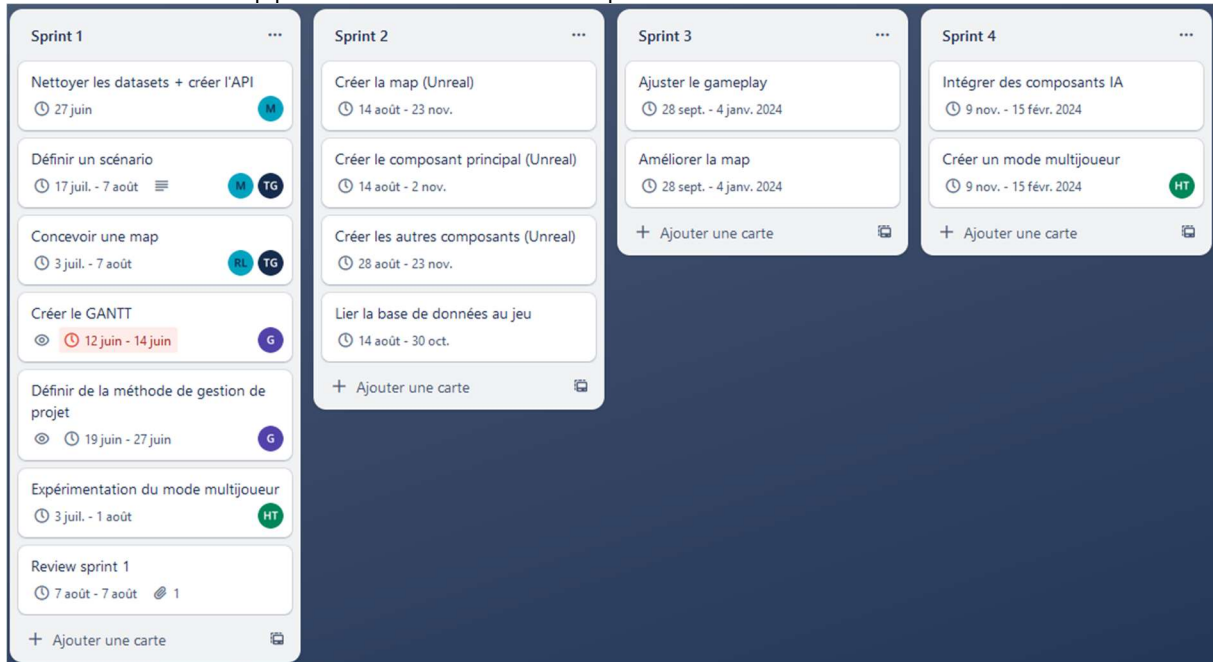 Sprint 1
Nettoyer les datasets + créer l'API
27 juin
M
Définir un scénario
17 juil. - 7 août
M
TG
Concevoir une map
3 juil. - 7 août
RL
TG
Créer le GANTT
12 juin - 14 juin
G
Définir de la méthode de gestion de
projet
19 juin - 27 juin
G
Expérimentation du mode multijoueur
3 juil. - 1 août
HT
Review sprint 1
7 août - 7 août
1
+ Ajouter une carte
Sprint 2
Créer la map (Unreal)
14 août - 23 nov.
Créer le composant principal (Unreal)
14 août - 2 nov.
Créer les autres composants (Unreal)
28 août - 23 nov.
Lier la base de données au jeu
14 août - 30 oct.
+ Ajouter une carte
Sprint 3
Ajuster le gameplay
28 sept. - 4 janv. 2024
Améliorer la map
28 sept. - 4 janv. 2024
+ Ajouter une carte
Sprint 4
Intégrer des composants IA
9 nov. - 15 févr. 2024
Créer un mode multijoueur
9 nov. - 15 févr. 2024
HT
+ Ajouter une carte